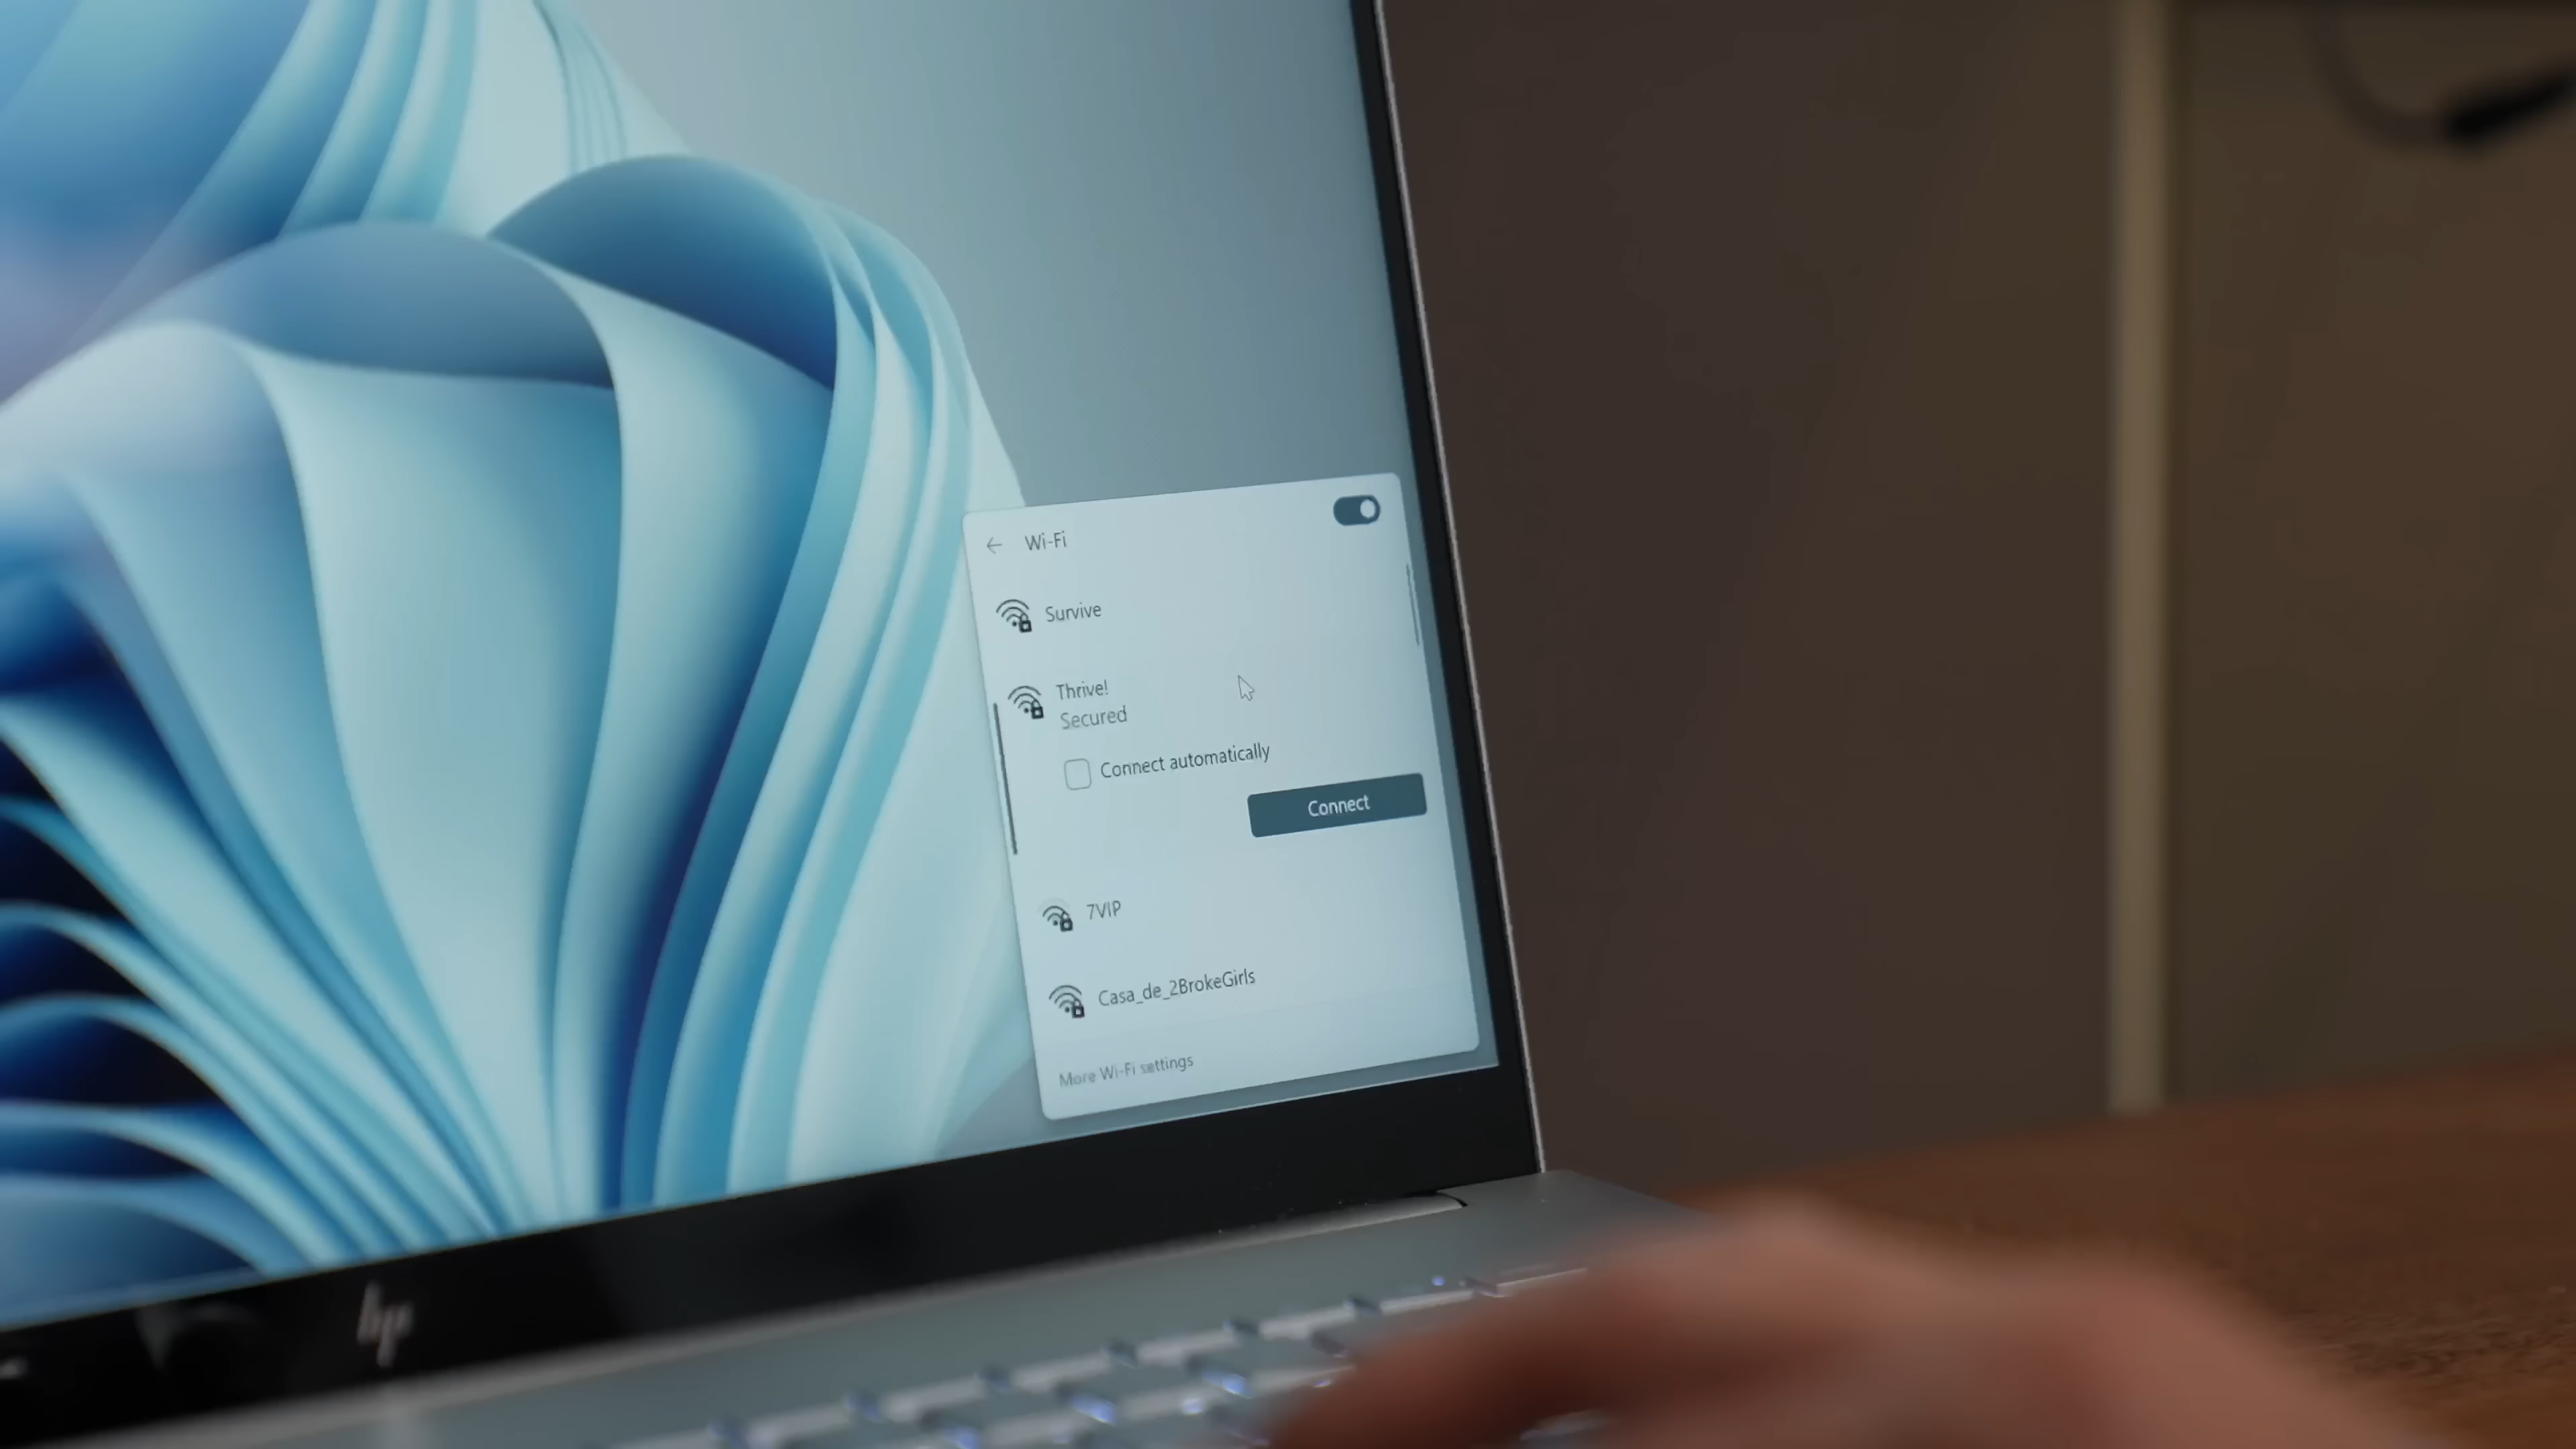 Wi-Fi
Survive
Thrive!
Secured
Connect automatically
Connect
7VIP
Casa_de_2BrokeGirls
More Wi-Fi settings
hp